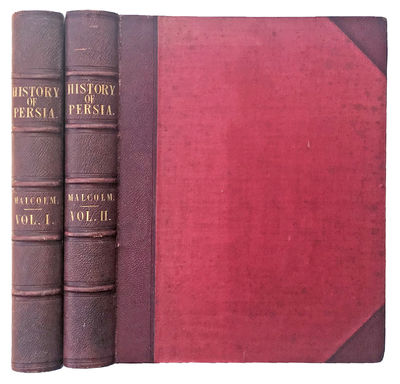 HISTORY
OF
PERSIA.
MALCOLM.
VOL. I.
HISTORY
OF
PERSIA.
MALCOLM.
VOL. II.